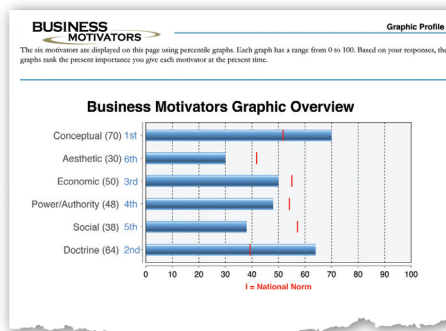 BUSINESS
MOTIVATORS
Graphic Profile
The six motivators are displayed on this page using percentile graphs. Each graph has a range from 0 to 100. Based on your responses, the
graphs rank the present importance you give each motivator at the present time.
Business Motivators Graphic Overview
Conceptual (70) 1st
Aesthetic (30) 6th
Economic (50) 3rd
Power/Authority (48) 4th
Social (38) 5th
Doctrine (64) 2nd
0 10 20 30 40 50 60 70 80 90 100
I = National Norm